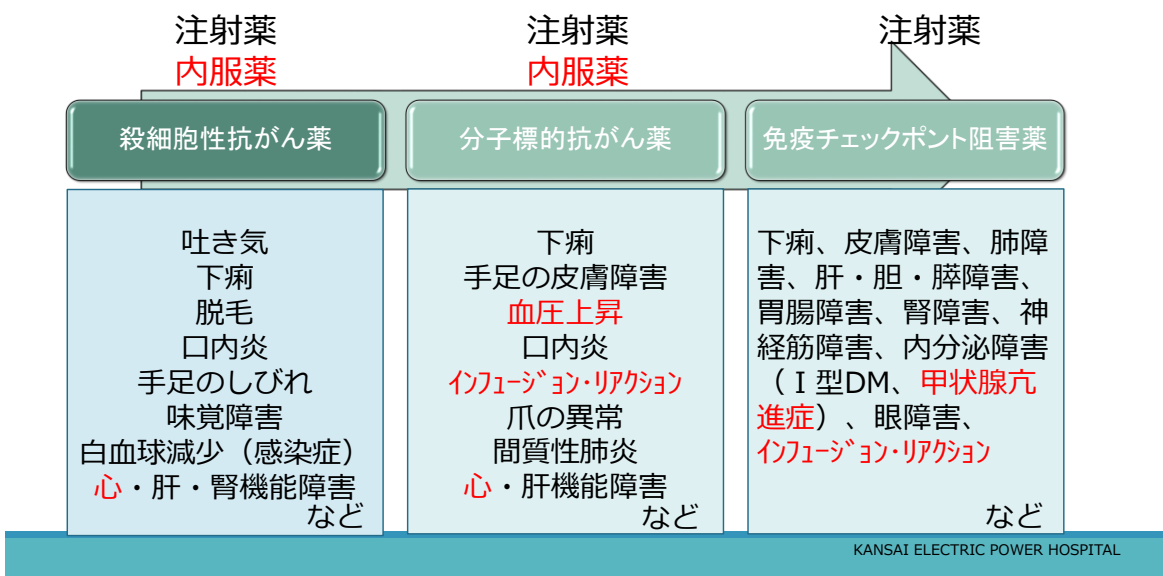 注射薬
内服薬
注射薬
内服薬
注射薬
殺細胞性抗がん薬
分子標的抗がん薬
免疫チェックポント阻害薬
吐き気
下痢
脱毛
口内炎
手足のしびれ
味覚障害
白血球減少（感染症）
心・肝・腎機能障害
など
下痢
手足の皮膚障害
血圧上昇
口内炎
ｲﾝﾌｭｰｼﾞｮﾝ･ﾘｱｸｼｮﾝ
爪の異常
間質性肺炎
心・肝機能障害
など
下痢、皮膚障害、肺障
害、肝・胆・膵障害、
胃腸障害、腎障害、神
経筋障害、内分泌障害
（Ⅰ型DM、甲状腺亢
進症）、眼障害、
ｲﾝﾌｭｰｼﾞｮﾝ･ﾘｱｸｼｮﾝ
など
KANSAI ELECTRIC POWER HOSPITAL